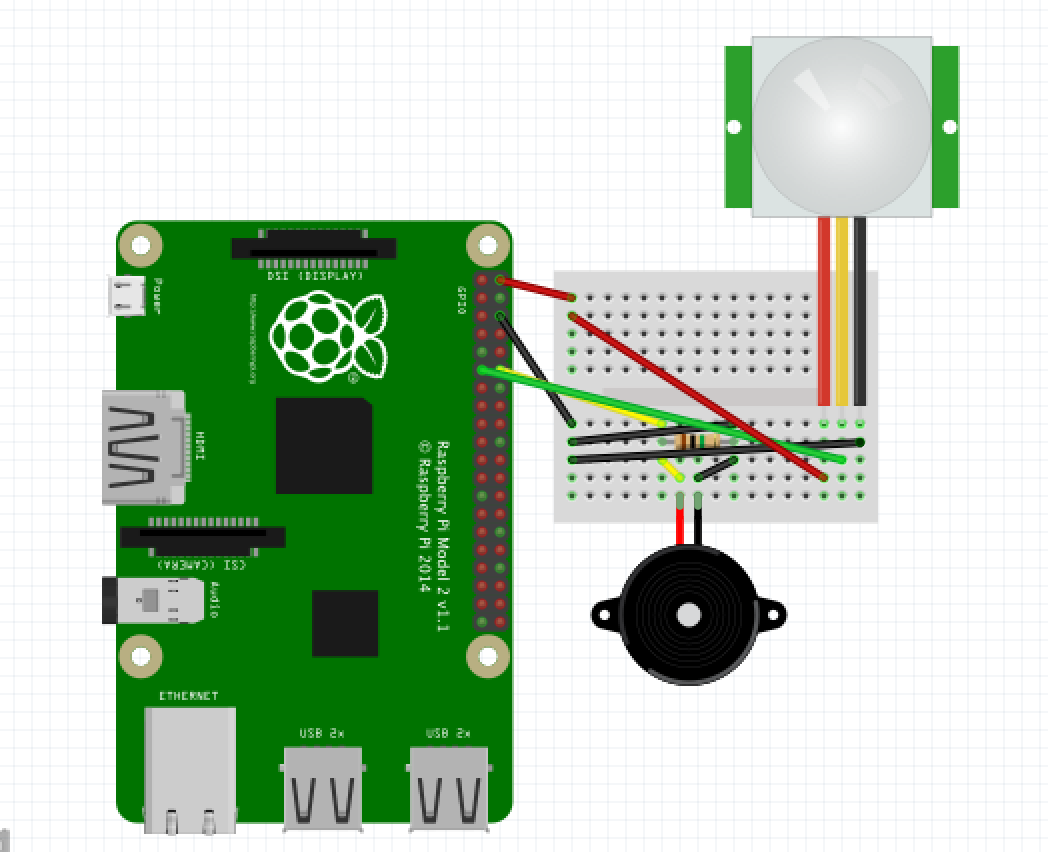 DSI (DISPLAY)
Power
GPIO
HDMI
Raspberry Pi Model 2 v1.1
© Raspberry Pi 2014
CSI (CAMERA)
Audio
ETHERNET
USB 2x
USB 2x